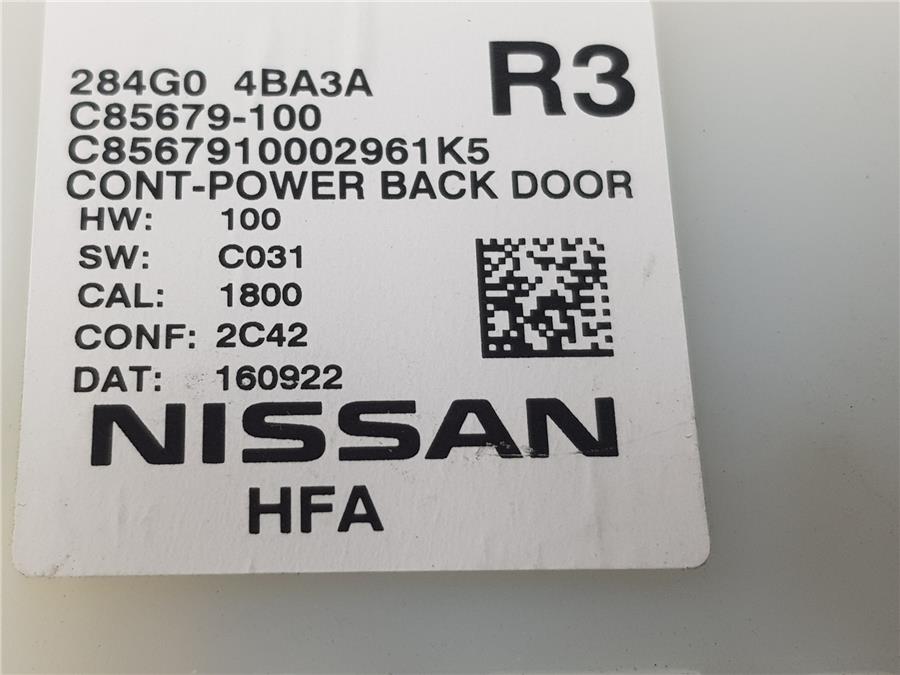 R3
284G0 4BA3A
C85679-100
C8567910002961K5
CONT-POWER BACK DOOR
HW: 100
SW: C031
CAL: 1800
CONF: 2C42
DAT: 160922
NISSAN
HFA